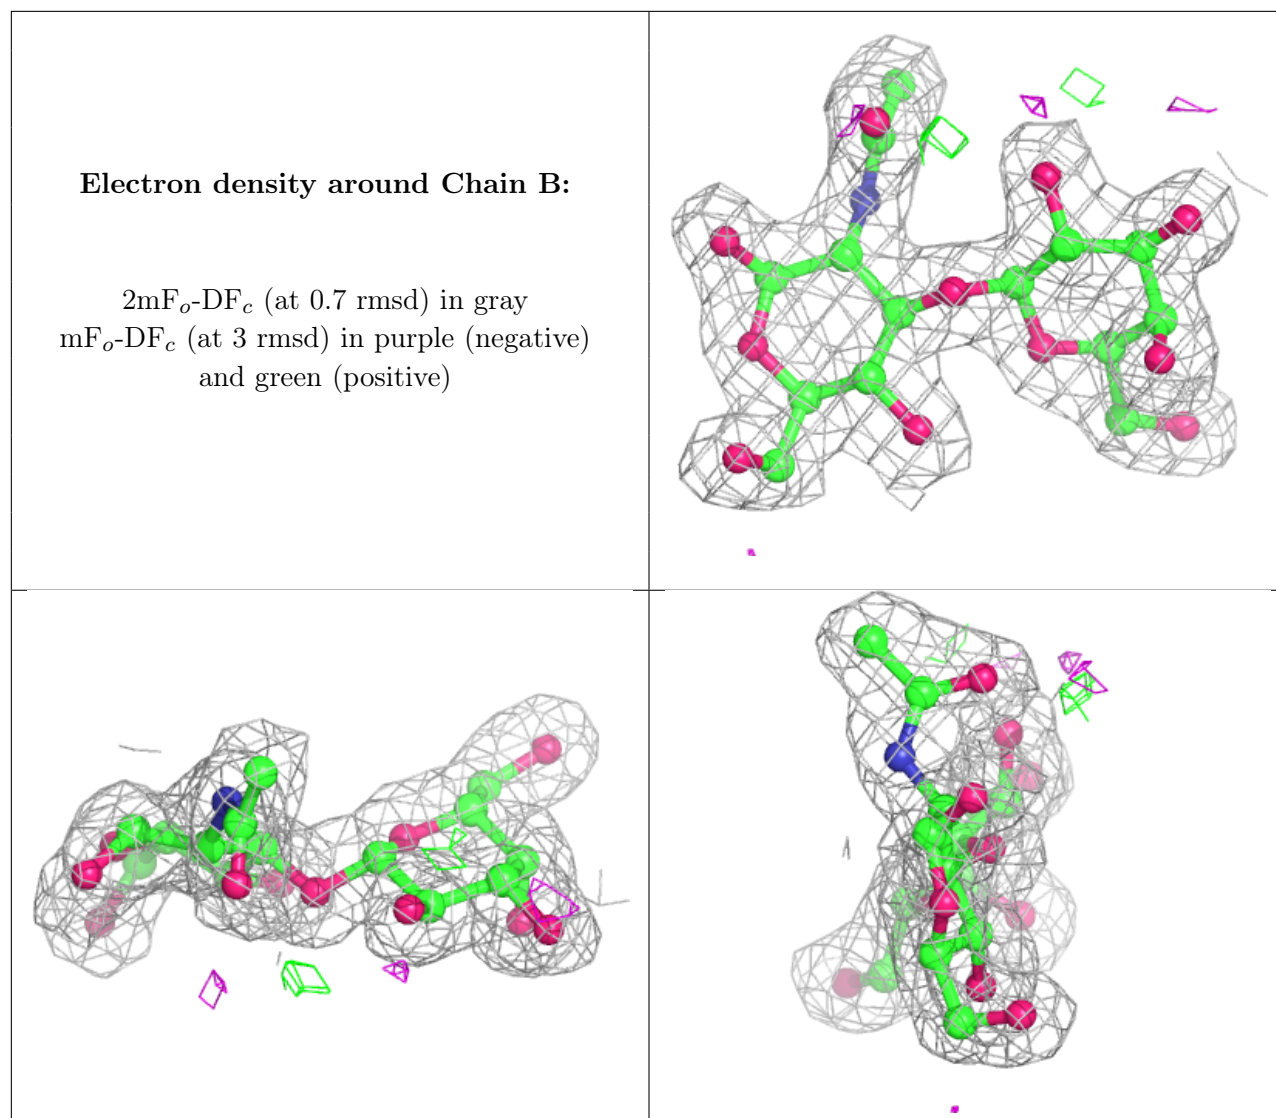 Electron density around Chain B:
2mFo-DFc (at 0.7 rmsd) in gray
mFo-DFc (at 3 rmsd) in purple (negative)
and green (positive)